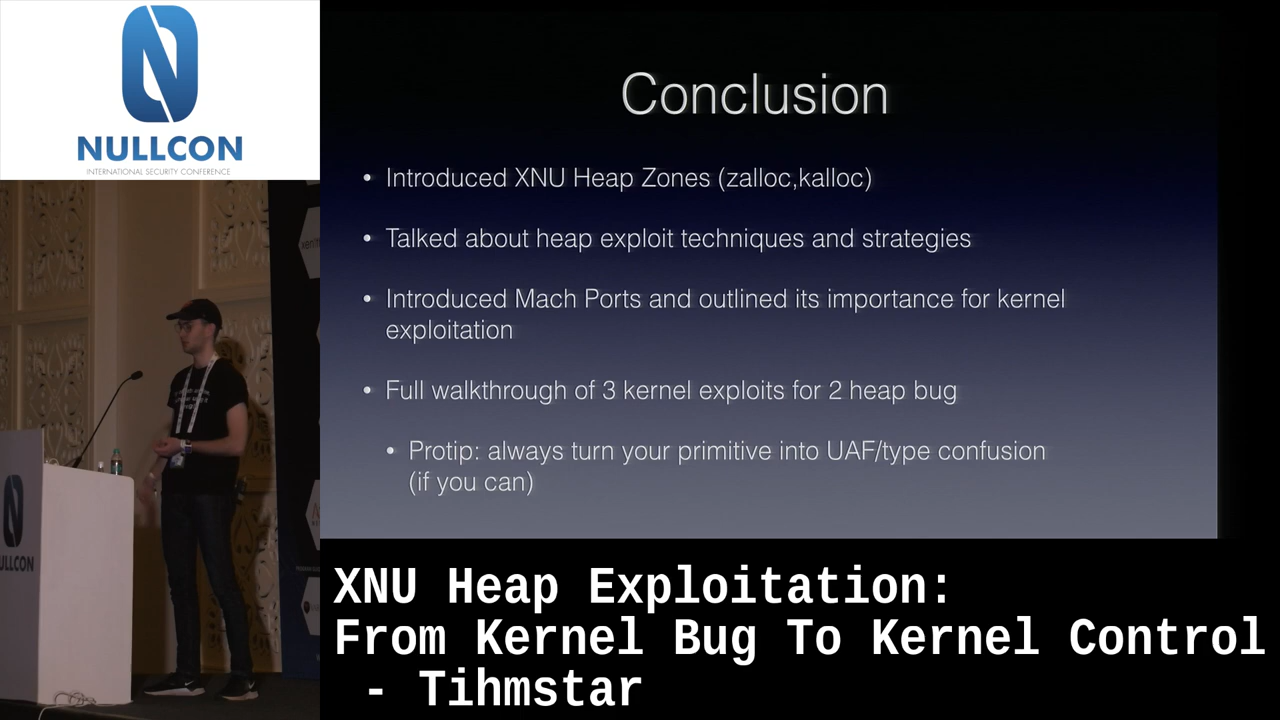 NULLCON
INTERNATIONAL SECURITY CONFERENCE
Conclusion
• Introduced XNU Heap Zones (zalloc,kalloc)
• Talked about heap exploit techniques and strategies
• Introduced Mach Ports and outlined its importance for kernel
exploitation
• Full walkthrough of 3 kernel exploits for 2 heap bug
• Protip: always turn your primitive into UAF/type confusion
(if you can)
ULLCON
XNU Heap Exploitation:
From Kernel Bug To Kernel Control
- Tihmstar